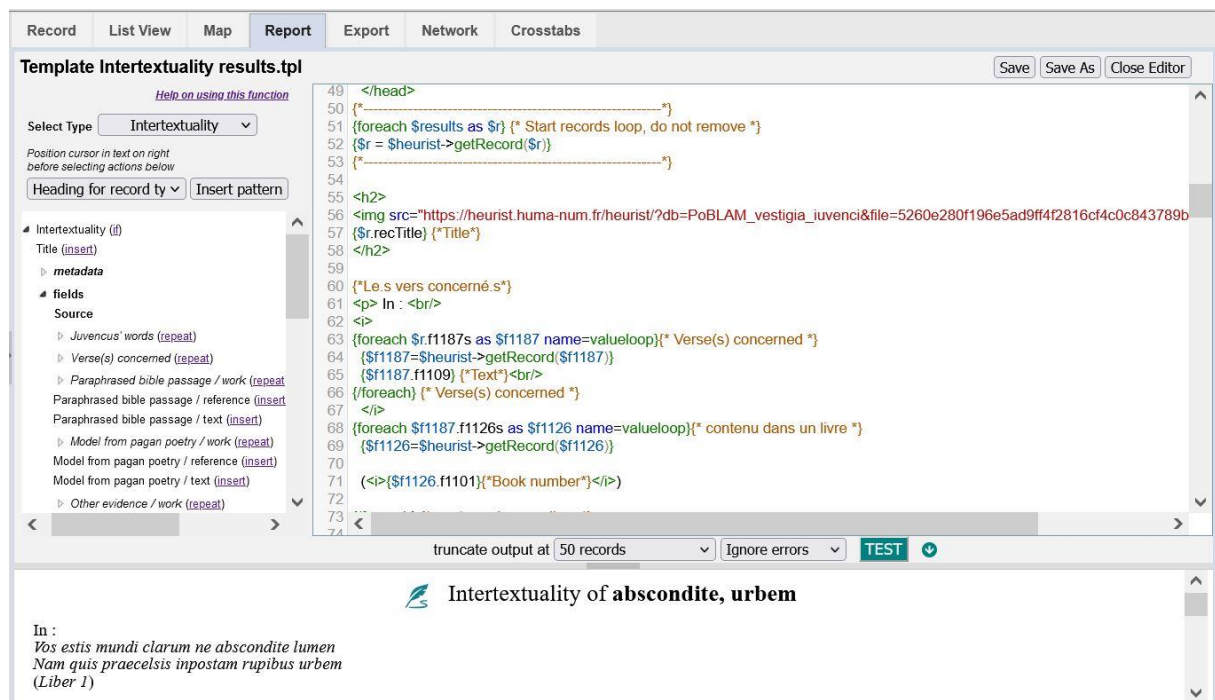 Record List View Map Report Export Network Crosstabs
Template Intertextuality results.tpl
Save Save As Close Editor
Help on using this function
Select Type Intertextuality
Position cursor in text on right
before selecting actions below
Heading for record ty Insert pattern
Intertextuality (if)
Title (insert)
metadata
fields
Source
Juvencus' words (repeat)
Verse(s) concerned (repeat)
Paraphrased bible passage / work (repeat
Paraphrased bible passage / reference (insert
Paraphrased bible passage / text (insert)
Model from pagan poetry / work (repeat)
Model from pagan poetry / reference (insert)
Model from pagan poetry / text (insert)
Other evidence / work (repeat)
49 </head>
50 {*------------------------------------------------------------*}
51 {foreach $results as $r} {* Start records loop, do not remove *}
52 {$r = $heurist->getRecord($r)}
53 {*------------------------------------------------------------*}
54
55 <h2>
56 <img src="https://heurist.huma-num.fr/heurist/?db=PoBLAM_vestigia_iuvenci&file=5260e280f196e5ad9ff4f2816cf4c0c843789b
57 {$r.recTitle} {*Title*}
58 </h2>
59
60 {*Le.s vers concerné.s*}
61 <p> In : <br/>
62 <i>
63 {foreach $r.f1187s as $f1187 name=valueloop}{* Verse(s) concerned *}
64 {$f1187=$heurist->getRecord($f1187)}
65 {$f1187.f1109} {*Text*}<br/>
66 {/foreach} {* Verse(s) concerned *}
67 </i>
68 {foreach $f1187.f1126s as $f1126 name=valueloop}{* contenu dans un livre *}
69 {$f1126=$heurist->getRecord($f1126)}
70
71 (<i>{$f1126.f1101}{*Book number*}</i>)
72
73
74
truncate output at 50 records Ignore errors TEST
Intertextuality of abscondite, urbem
In :
Vos estis mundi clarum ne abscondite lumen
Nam quis praecelsis inpostam rupibus urbem
(Liber 1)